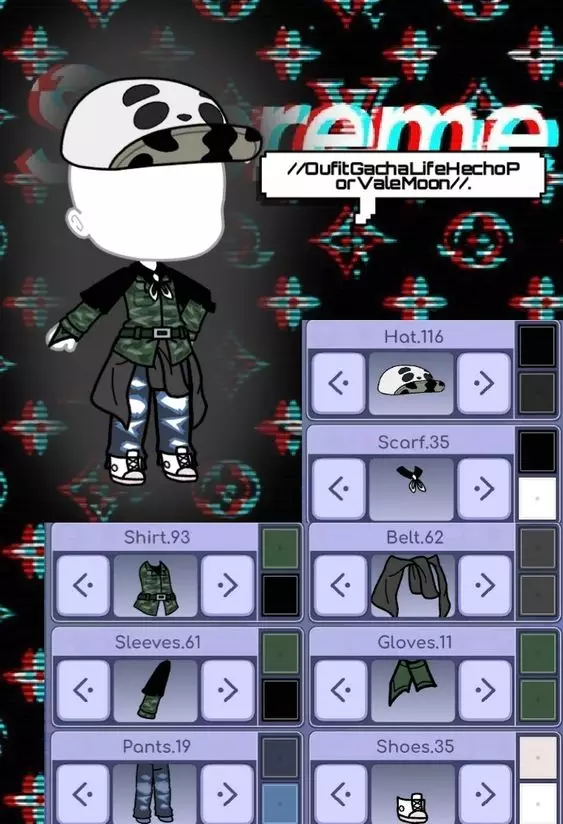 reme
//OufitGachaLifeHechoP
orValeMoon//.
Hat.116
Scarf.35
Shirt.93
Belt.62
Sleeves.61
Gloves.11
Pants.19
Shoes.35